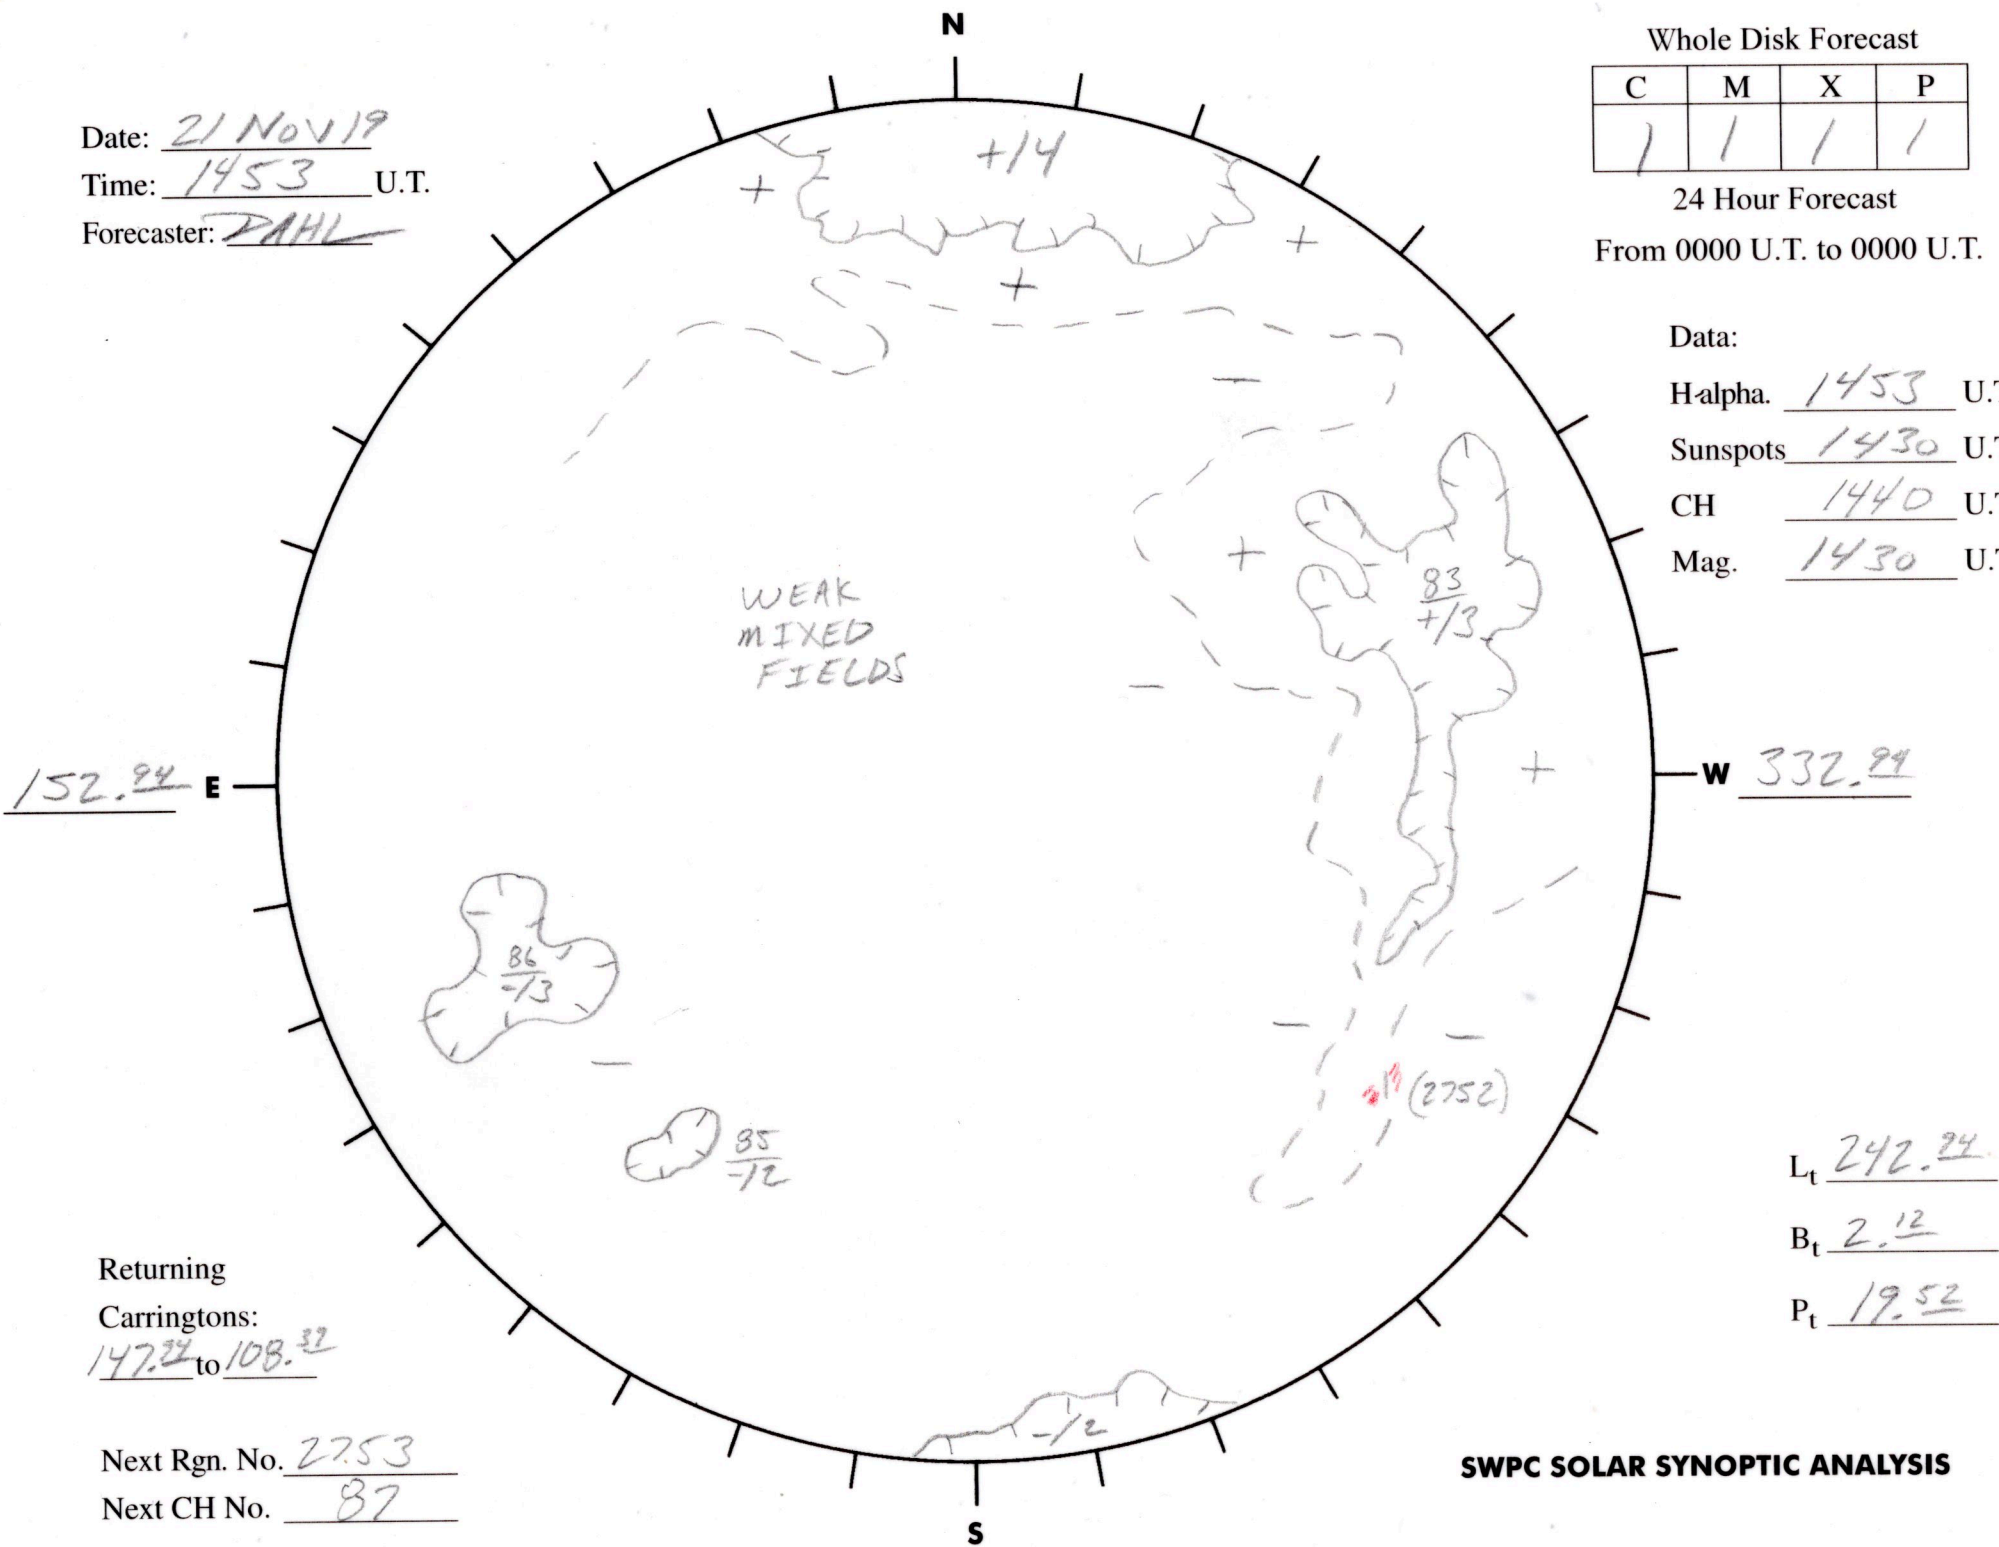 N
Date: 21 NOV 19
Time: 1453 U.T.
Forecaster: DAHL
Whole Disk Forecast
C M X P
1 1 1 1
24 Hour Forecast
From 0000 U.T. to 0000 U.T.
Data:
H-alpha. 1453 U.T
Sunspots 1430 U.T
CH 1440 U.T
Mag. 1430 U.T
+/4
+
+
+
-
+
83
+/3
WEAK
MIXED
FIELDS
-
152.94 E
+
W 332.94
86
-/3
-
-
-
(2752)
85
-/2
Lt 242.94
Bt 2.12
Pt 19.52
Returning
Carringtons:
147.94 to 108.39
-/2
Next Rgn. No. 2753
Next CH No. 87
SWPC SOLAR SYNOPTIC ANALYSIS
S